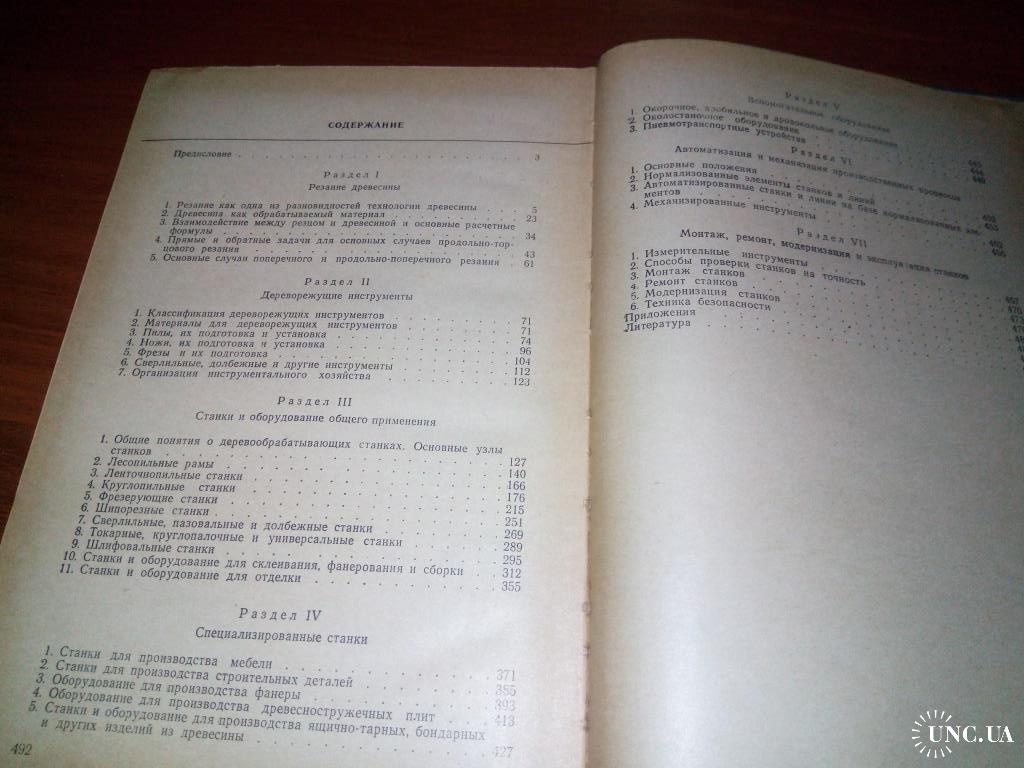 СОДЕРЖАНИЕ
Предисловие . . . 3
Раздел I
Резание древесины
1. Резание как одна из разновидностей технологии древесины . . . 5
2. Древесина как обрабатываемый материал . . . 23
3. Взаимодействие между резцом и древесиной и основные расчетные
формулы . . . 34
4. Прямые и обратные задачи для основных случаев продольно-тор-
цового резания . . . 43
5. Основные случаи поперечного и продольно-поперечного резания . 61
Раздел II
Дереворежущие инструменты
1. Классификация дереворежущих инструментов . . . 71
2. Материалы для дереворежущих инструментов . . . 71
3. Пилы, их подготовка и установка . . . 74
4. Ножи, их подготовка и установка . . . 96
5. Фрезы и их подготовка . . . 104
6. Сверлильные, долбежные и другие инструменты . . . 112
7. Организация инструментального хозяйства . . . 123
Раздел III
Станки и оборудование общего применения
1. Общие понятия о деревообрабатывающих станках. Основные узлы
станков . . . 127
2. Лесопильные рамы . . . 140
3. Ленточнопильные станки . . . 166
4. Круглопильные станки . . . 176
5. Фрезерующие станки . . . 215
6. Шипорезные станки . . . 251
7. Сверлильные, пазовальные и долбежные станки . . . 269
8. Токарные, круглопалочные и универсальные станки . . . 289
9. Шлифовальные станки . . . 295
10. Станки и оборудование для склеивания, фанерования и сборки . . 312
11. Станки и оборудование для отделки . . . 355
Раздел IV
Специализированные станки
1. Станки для производства мебели . . . 371
2. Станки для производства строительных деталей . . . 385
3. Оборудование для производства фанеры . . . 393
4. Оборудование для производства древесностружечных плит . . . 413
5. Станки и оборудование для производства ящично-тарных, бондарных
и других изделий из древесины . . . 427
492
Раздел V
Вспомогательное оборудование
1. Окорочное, дровокольное оборудование
2. Околостаночное оборудование
3. Пневмотранспортные устройства
Раздел VI
Автоматизация и механизация производственных процессов
1. Основные положения
2. Нормализованные элементы станков и линий
3. Автоматизированные станки и линии на базе нормализованных эле-
ментов
4. Механизированные инструменты
Раздел VII
Монтаж, ремонт, модернизация и эксплуатация станков
1. Измерительные инструменты
2. Способы проверки станков на точность
3. Монтаж станков
4. Ремонт станков
5. Модернизация станков
6. Техника безопасности
Приложения
Литература
UNC.UA